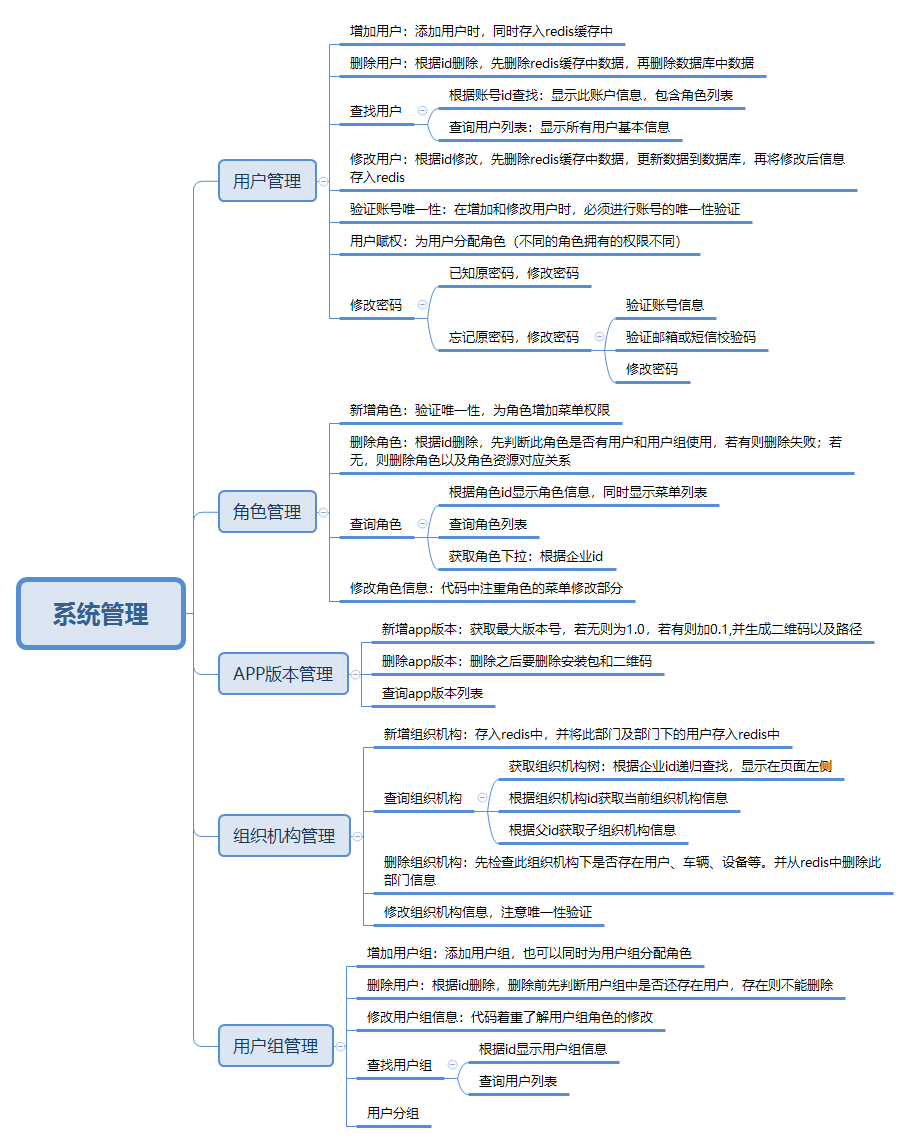 系统管理
用户管理
增加用户：添加用户时，同时存入redis缓存中
删除用户：根据id删除，先删除redis缓存中数据，再删除数据库中数据
查找用户
根据账号id查找：显示此账户信息，包含角色列表
查询用户列表：显示所有用户基本信息
修改用户：根据id修改，先删除redis缓存中数据，更新数据到数据库，再将修改后信息
存入redis
验证账号唯一性：在增加和修改用户时，必须进行账号的唯一性验证
用户赋权：为用户分配角色（不同的角色拥有的权限不同）
修改密码
已知原密码，修改密码
忘记原密码，修改密码
验证账号信息
验证邮箱或短信校验码
修改密码
角色管理
新增角色：验证唯一性，为角色增加菜单权限
删除角色：根据id删除，先判断此角色是否有用户和用户组使用，若有则删除失败；若
无，则删除角色以及角色资源对应关系
查询角色
根据角色id显示角色信息，同时显示菜单列表
查询角色列表
获取角色下拉：根据企业id
修改角色信息：代码中注重角色的菜单修改部分
APP版本管理
新增app版本：获取最大版本号，若无则为1.0，若有则加0.1,并生成二维码以及路径
删除app版本：删除之后要删除安装包和二维码
查询app版本列表
组织机构管理
新增组织机构：存入redis中，并将此部门及部门下的用户存入redis中
查询组织机构
获取组织机构树：根据企业id递归查找，显示在页面左侧
根据组织机构id获取当前组织机构信息
根据父id获取子组织机构信息
删除组织机构：先检查此组织机构下是否存在用户、车辆、设备等。并从redis中删除此
部门信息
修改组织机构信息，注意唯一性验证
用户组管理
增加用户组：添加用户组，也可以同时为用户组分配角色
删除用户：根据id删除，删除前先判断用户组中是否还存在用户，存在则不能删除
修改用户组信息：代码着重了解用户组角色的修改
查找用户组
根据id显示用户组信息
查询用户列表
用户分组